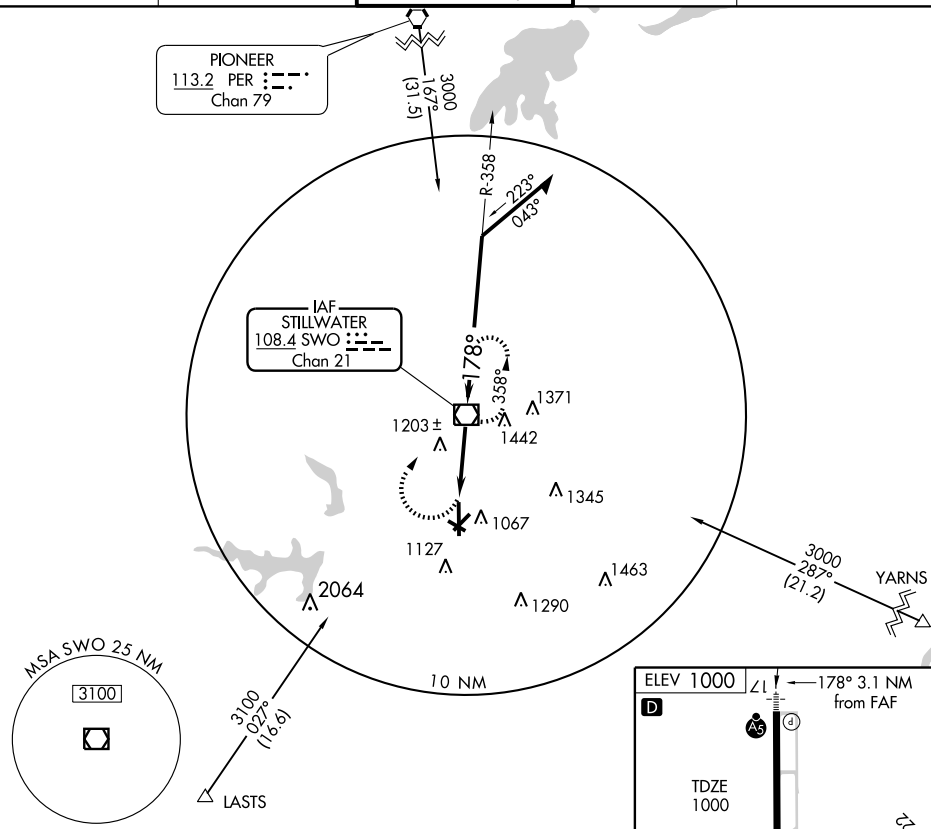 PIONEER
113.2 PER
Chan 79
3000
167°
(31.5)
R-358
223°
043°
IAF
STILLWATER
108.4 SWO
Chan 21
178°
358°
1371
1203 ±
1442
1345
1067
1127
1463
1290
2064
3000
287°
(21.2)
YARNS
10 NM
MSA SWO 25 NM
3100
3100
027°
(16.6)
LASTS
ELEV 1000
17
178° 3.1 NM
from FAF
D
A5
P
TDZE
1000
22